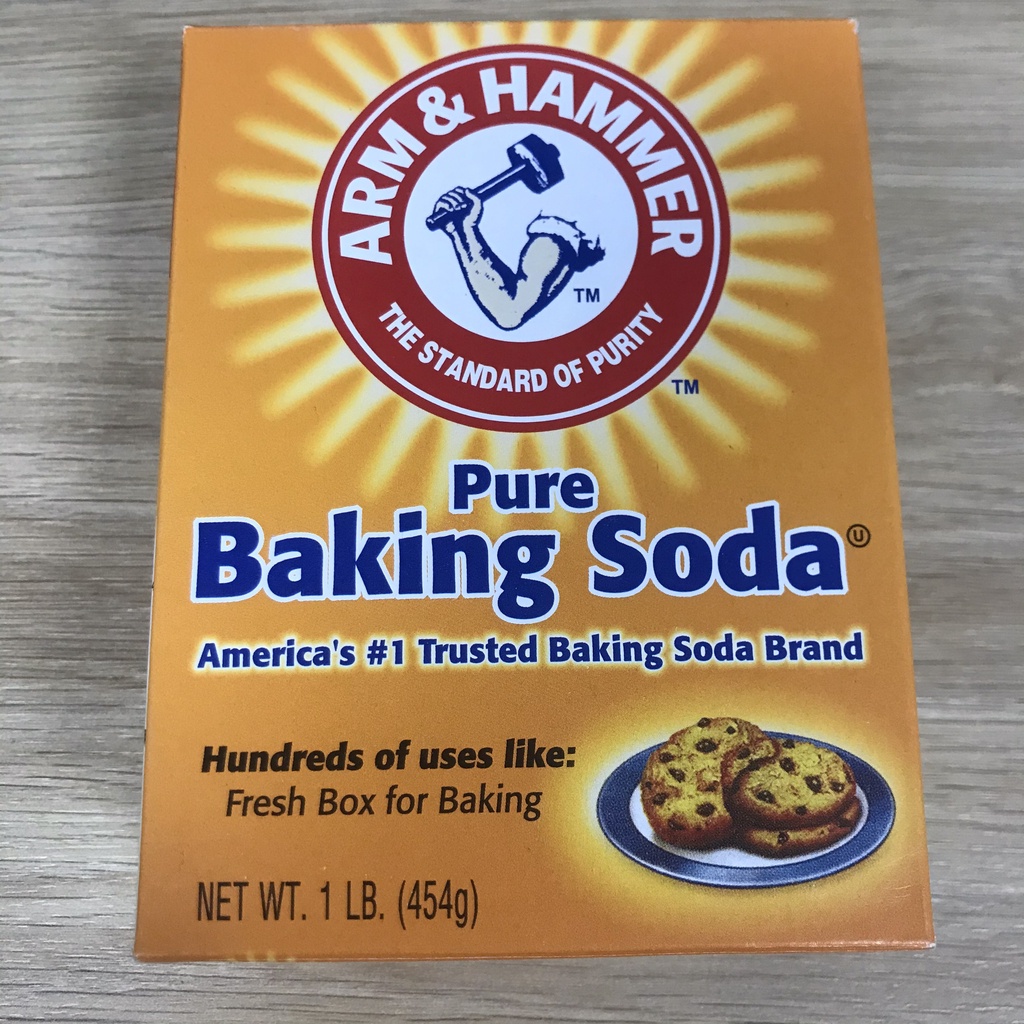 ARM & HAMMER
TM
THE STANDARD OF PURITY
TM
Pure
Baking Soda Ⓤ
America's #1 Trusted Baking Soda Brand
Hundreds of uses like:
Fresh Box for Baking
NET WT. 1 LB. (454g)